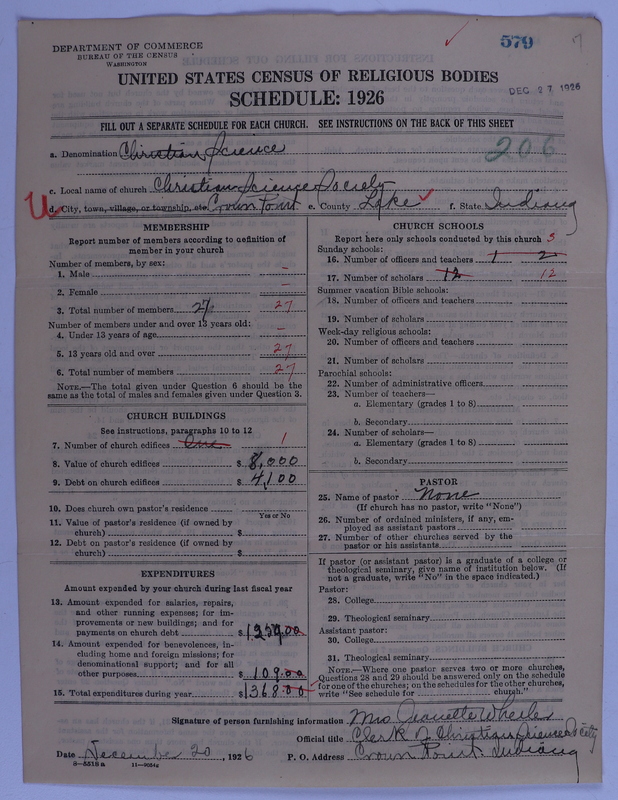 579
7
DEPARTMENT OF COMMERCE
BUREAU OF THE CENSUS
WASHINGTON
UNITED STATES CENSUS OF RELIGIOUS BODIES
DEC 27 1926
SCHEDULE: 1926
FILL OUT A SEPARATE SCHEDULE FOR EACH CHURCH. SEE INSTRUCTIONS ON THE BACK OF THIS SHEET
a. Denomination Christian Science
206
c. Local name of church Christian Science Society
U d. City, town, village, or township, etc. Crown Point e. County Lake f. State Indiana
MEMBERSHIP
Report number of members according to definition of
member in your church
Number of members, by sex:
1. Male –
2. Female –
3. Total number of members 27 27
Number of members under and over 13 years old:
4. Under 13 years of age –
5. 13 years old and over 27
6. Total number of members 27
NOTE.—The total given under Question 6 should be the
same as the total of males and females given under Question 3.
CHURCH BUILDINGS
See instructions, paragraphs 10 to 12
7. Number of church edifices One 1
8. Value of church edifices $ 8,000
9. Debt on church edifices $ 4,100
10. Does church own pastor's residence
Yes or No
11. Value of pastor's residence (if owned by
church) $
12. Debt on pastor's residence (if owned by
church) $
EXPENDITURES
Amount expended by your church during last fiscal year
13. Amount expended for salaries, repairs,
and other running expenses; for im-
provements or new buildings; and for
payments on church debt $ 1259.00
14. Amount expended for benevolences, in-
cluding home and foreign missions; for
denominational support; and for all
other purposes $ 109.00
15. Total expenditures during year $ 1368.00
CHURCH SCHOOLS
Report here only schools conducted by this church 3
Sunday schools:
16. Number of officers and teachers 1 2
17. Number of scholars 12 12
Summer vacation Bible schools:
18. Number of officers and teachers
19. Number of scholars
Week-day religious schools:
20. Number of officers and teachers
21. Number of scholars
Parochial schools:
22. Number of administrative officers
23. Number of teachers—
a. Elementary (grades 1 to 8)
b. Secondary
24. Number of scholars—
a. Elementary (grades 1 to 8)
b. Secondary
PASTOR
25. Name of pastor None
(If church has no pastor, write "None")
26. Number of ordained ministers, if any, em-
ployed as assistant pastors
27. Number of other churches served by the
pastor or his assistants
If pastor (or assistant pastor) is a graduate of a college or
theological seminary, give name of institution below. (If
not a graduate, write "No" in the space indicated.)
Pastor:
28. College
29. Theological seminary
Assistant pastor:
30. College
31. Theological seminary
NOTE.—Where one pastor serves two or more churches,
Questions 28 and 29 should be answered only on the schedule
for one of the churches; on the schedules for the other churches,
write "See schedule for church."
Signature of person furnishing information Mrs Jeanette Wheeler
Official title Clerk of Christian Science Society
Date December 20, 1926 P. O. Address Crown Point, Indiana
8—5518a 11—9084a